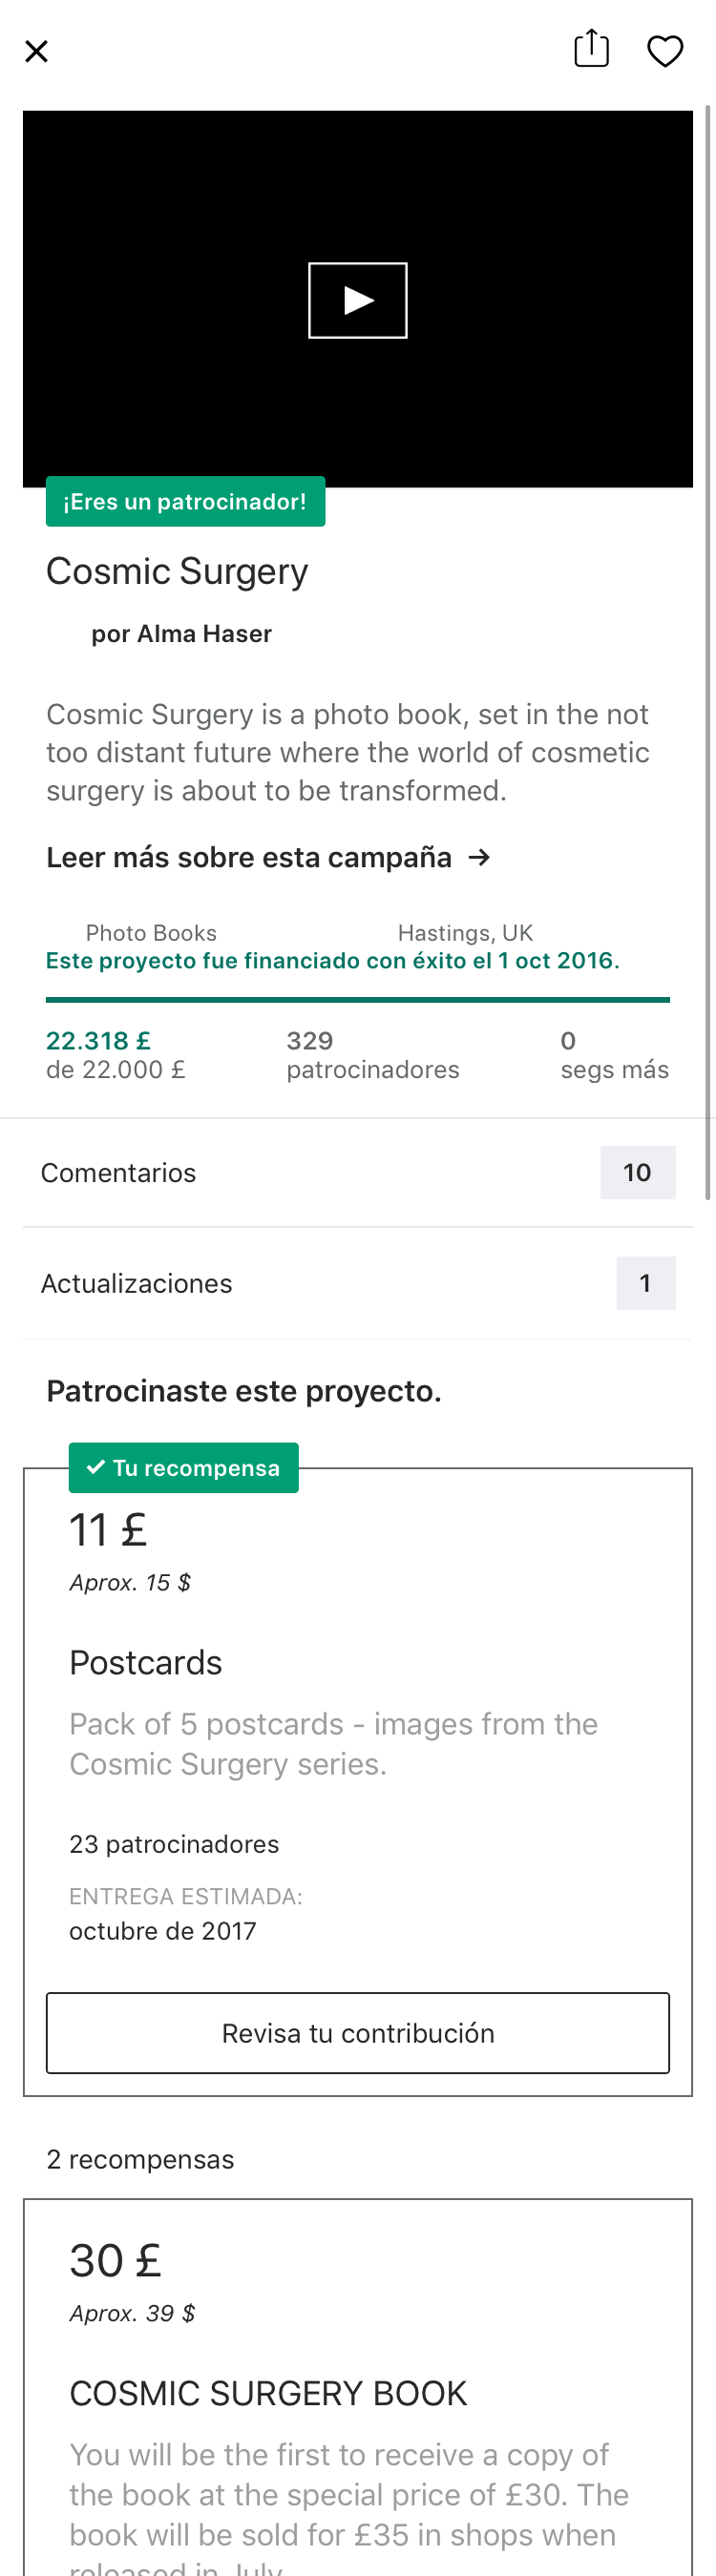 ¡Eres un patrocinador!
Cosmic Surgery
por Alma Haser
Cosmic Surgery is a photo book, set in the not
too distant future where the world of cosmetic
surgery is about to be transformed.
Leer más sobre esta campaña →
Photo Books Hastings, UK
Este proyecto fue financiado con éxito el 1 oct 2016.
22.318 £ 329 0
de 22.000 £ patrocinadores segs más
Comentarios 10
Actualizaciones 1
Patrocinaste este proyecto.
✓ Tu recompensa
11 £
Aprox. 15 $
Postcards
Pack of 5 postcards - images from the
Cosmic Surgery series.
23 patrocinadores
ENTREGA ESTIMADA:
octubre de 2017
Revisa tu contribución
2 recompensas
30 £
Aprox. 39 $
COSMIC SURGERY BOOK
You will be the first to receive a copy of
the book at the special price of £30. The
book will be sold for £35 in shops when
released in July